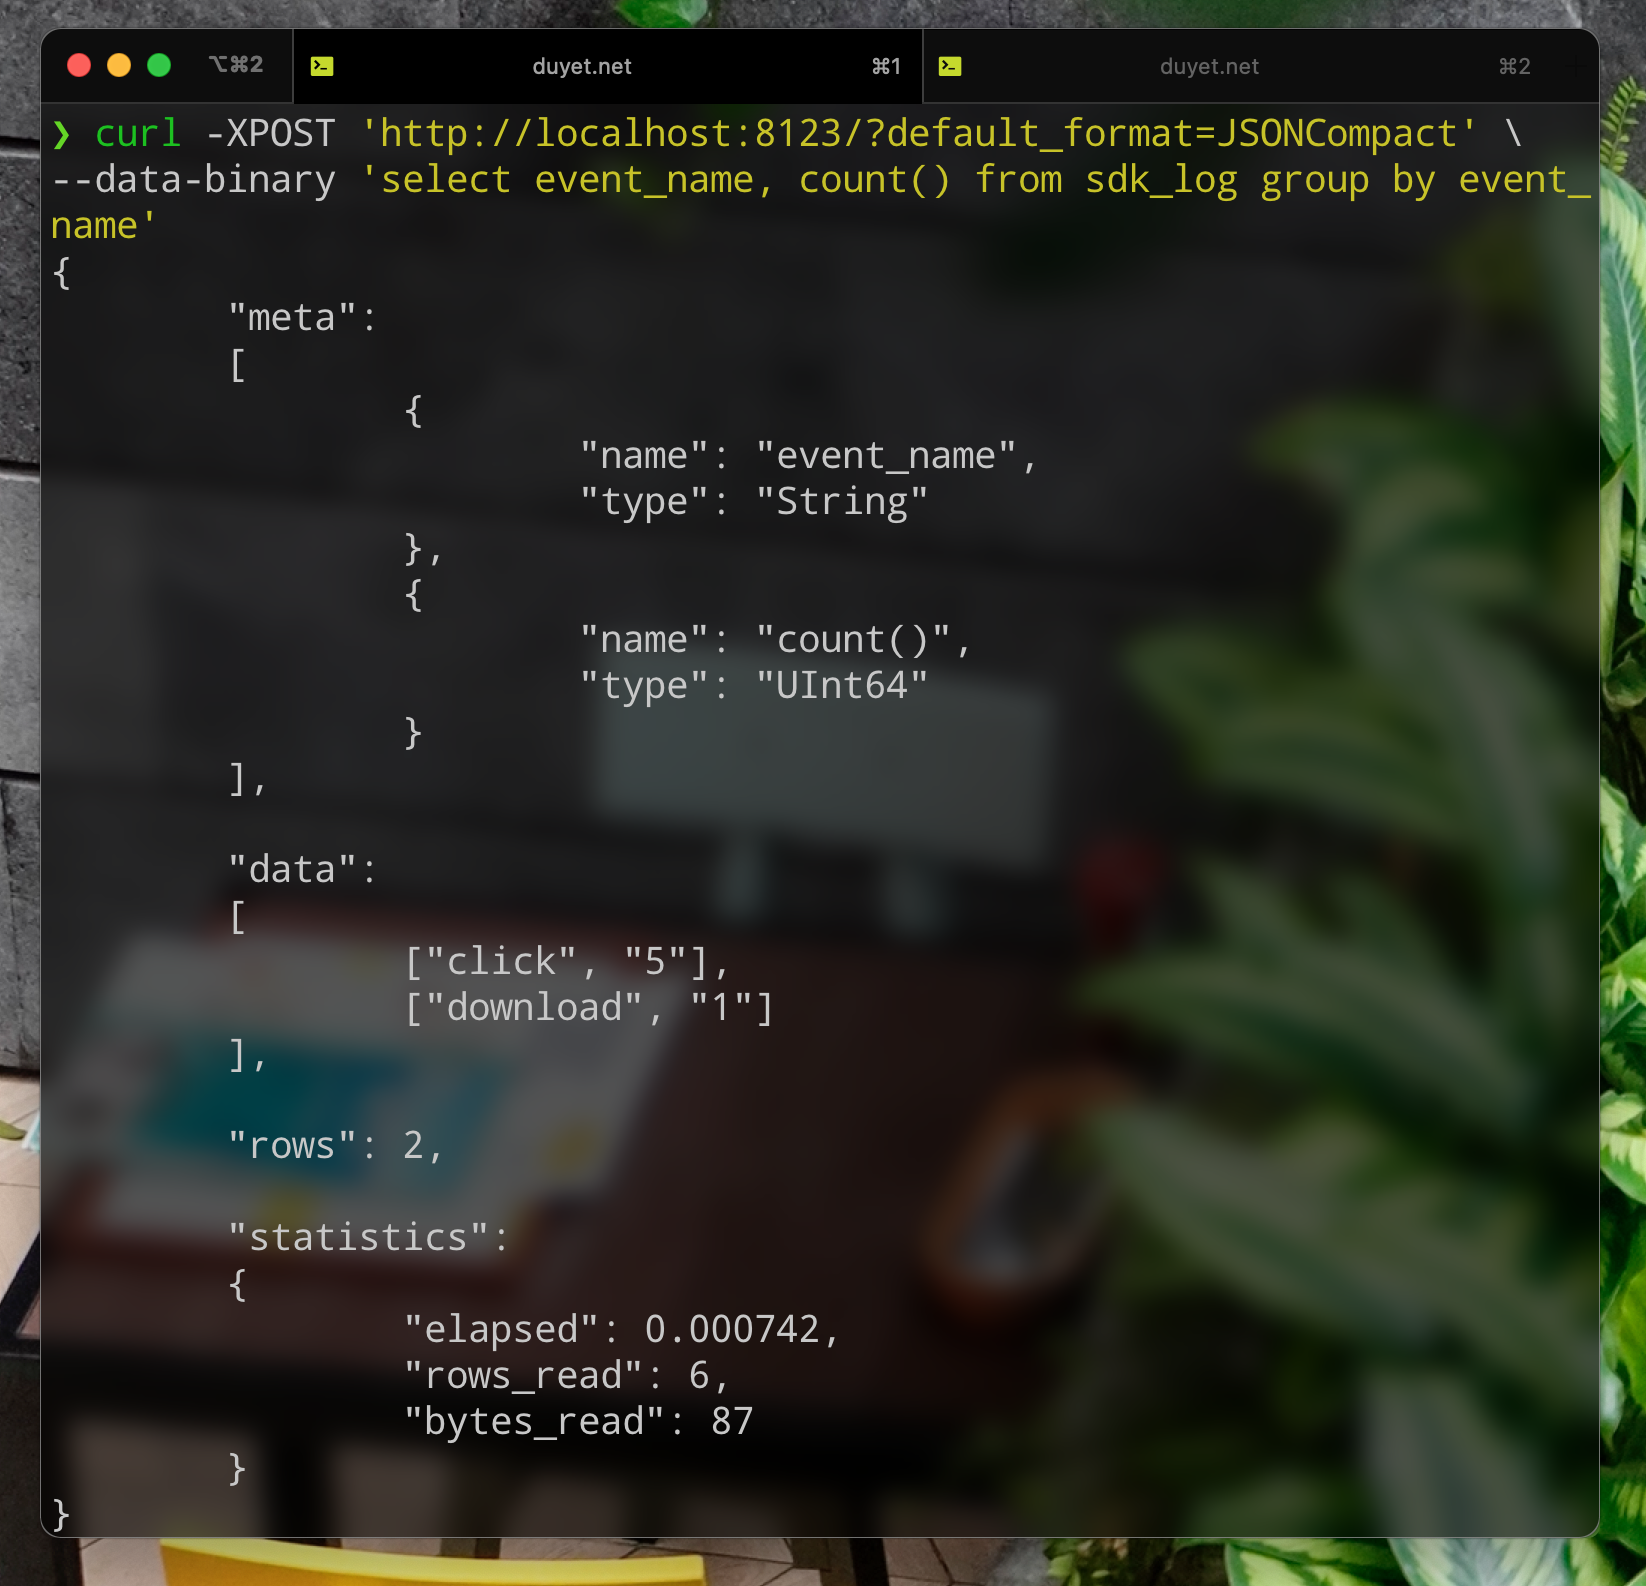 ⌥⌘2 duyet.net ⌘1 duyet.net ⌘2
❯ curl -XPOST 'http://localhost:8123/?default_format=JSONCompact' \
--data-binary 'select event_name, count() from sdk_log group by event_
name'
{
        "meta":
        [
                {
                        "name": "event_name",
                        "type": "String"
                },
                {
                        "name": "count()",
                        "type": "UInt64"
                }
        ],

        "data":
        [
                ["click", "5"],
                ["download", "1"]
        ],

        "rows": 2,

        "statistics":
        {
                "elapsed": 0.000742,
                "rows_read": 6,
                "bytes_read": 87
        }
}